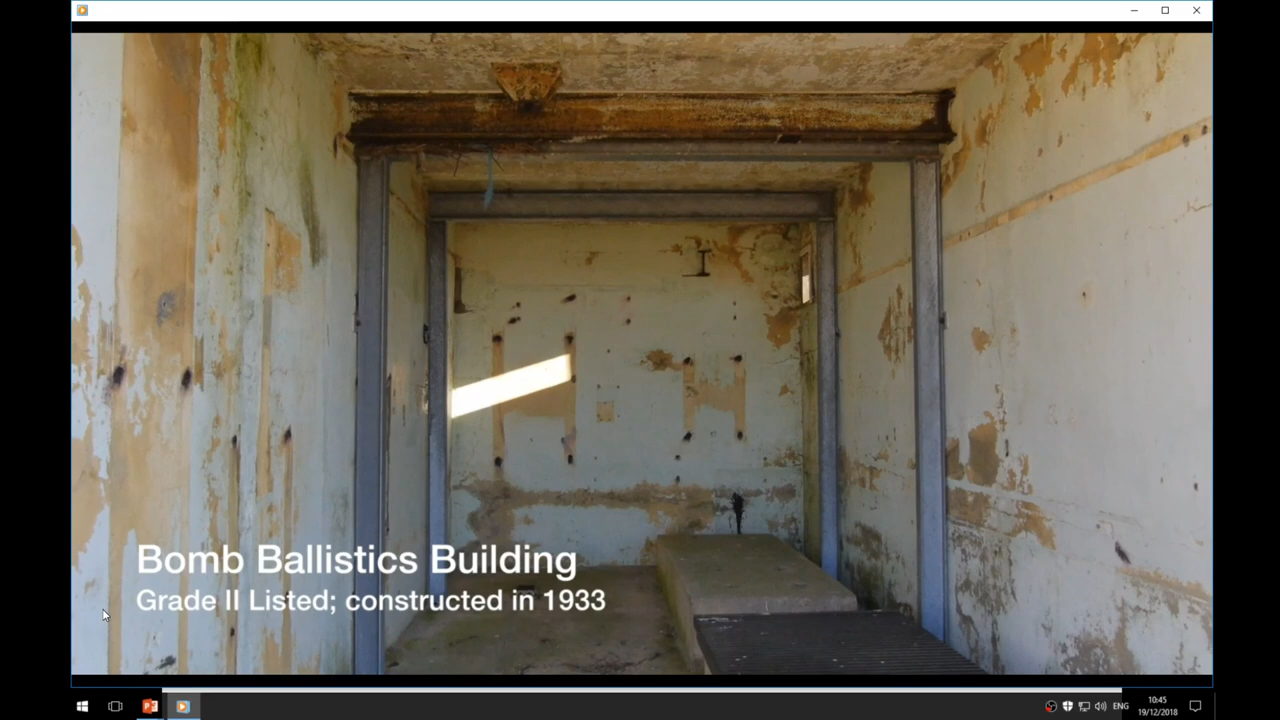 Bomb Ballistics Building
Grade II Listed; constructed in 1933
ENG
10:45
19/12/2018